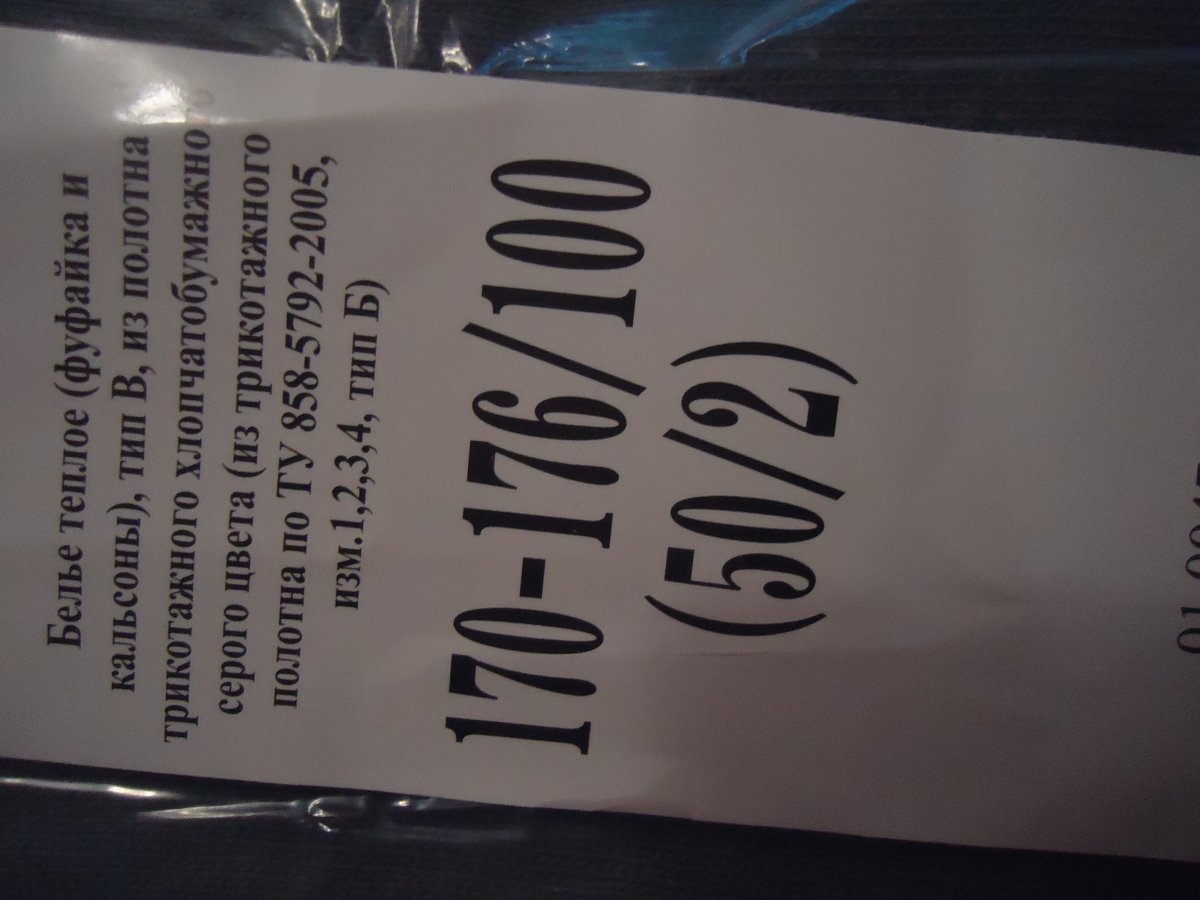 Белье теплое (фуфайка и
кальсоны), тип В, из полотна
трикотажного хлопчатобумажно
серого цвета (из трикотажного
полотна по ТУ 858-5792-2005,
изм.1,2,3,4, тип Б)
170-176/100
(50/2)